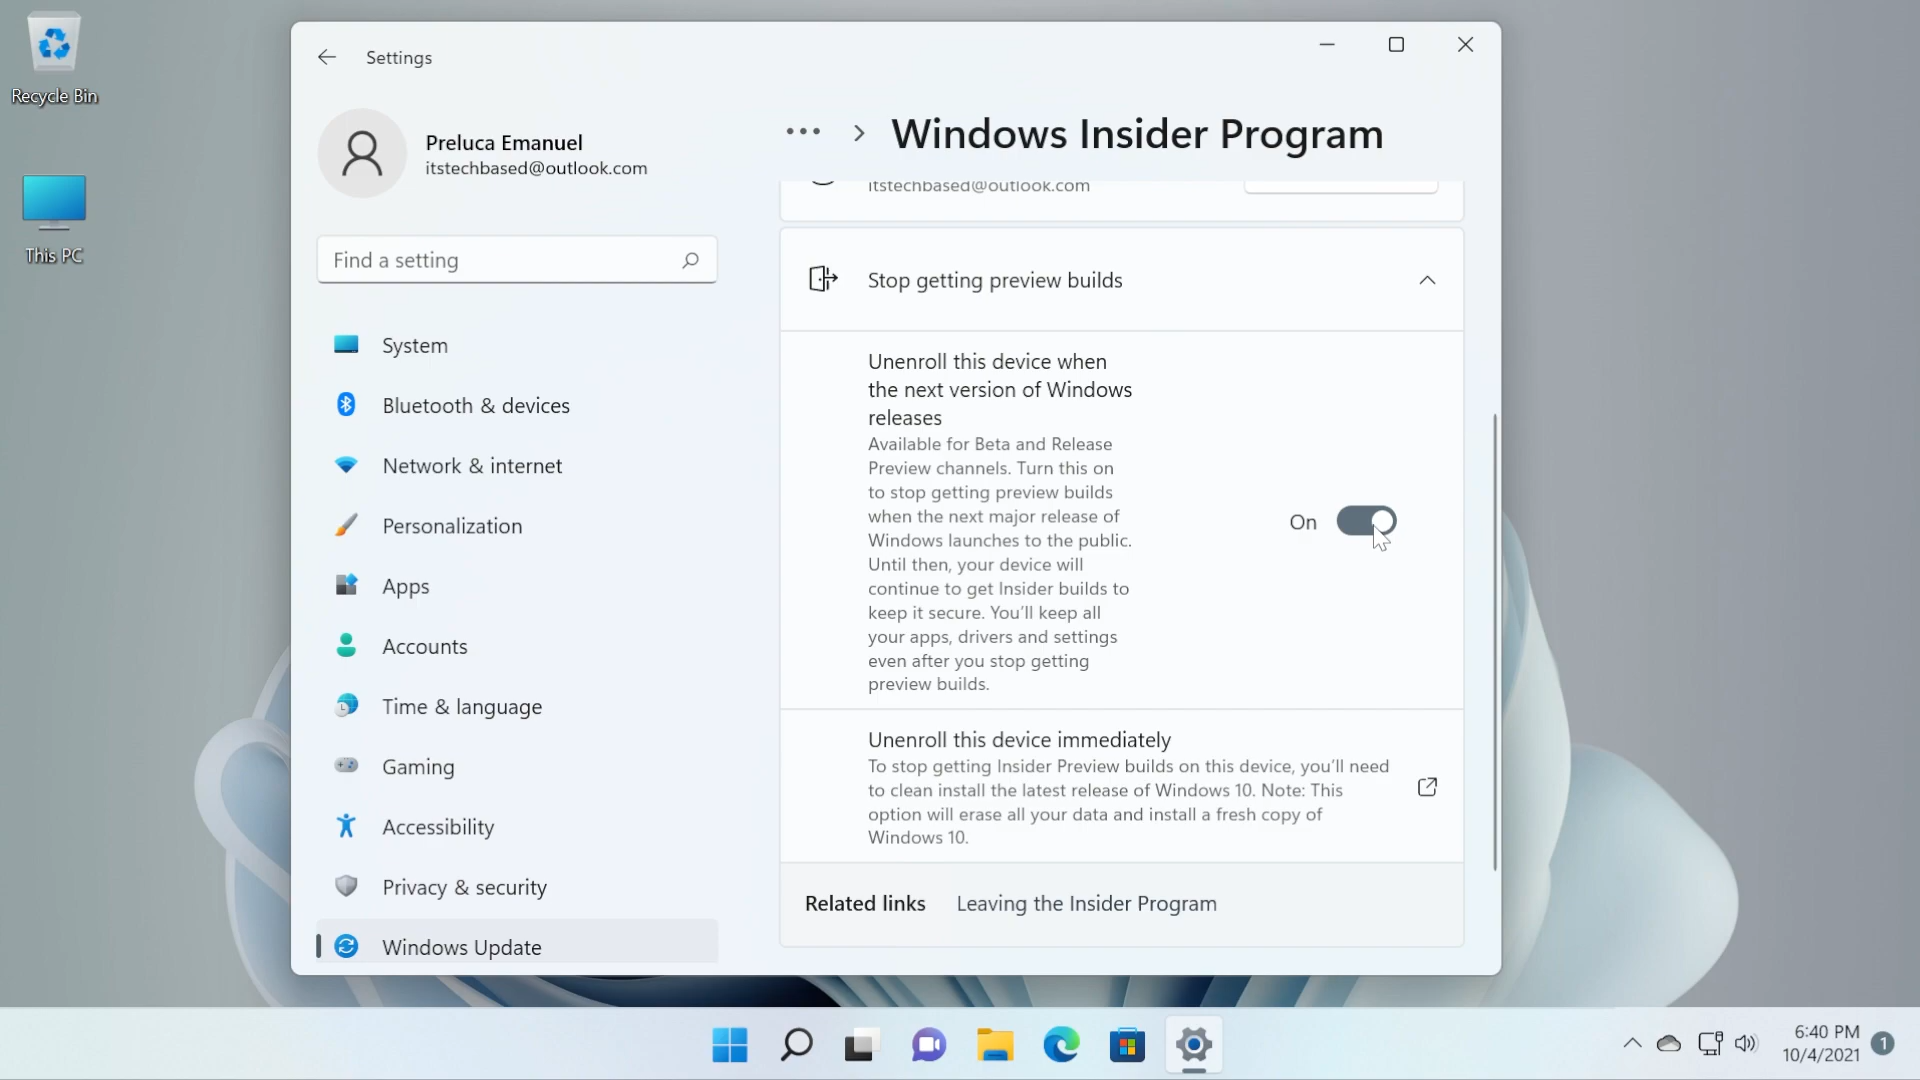 Recycle Bin
This PC
Settings
Preluca Emanuel
itstechbased@outlook.com
Find a setting
System
Bluetooth & devices
Network & internet
Personalization
Apps
Accounts
Time & language
Gaming
Accessibility
Privacy & security
Windows Update
Windows Insider Program
itstechbased@outlook.com
Stop getting preview builds
Unenroll this device when
the next version of Windows
releases
Available for Beta and Release
Preview channels. Turn this on
to stop getting preview builds
when the next major release of
Windows launches to the public.
Until then, your device will
continue to get Insider builds to
keep it secure. You'll keep all
your apps, drivers and settings
even after you stop getting
preview builds.
On
Unenroll this device immediately
To stop getting Insider Preview builds on this device, you'll need
to clean install the latest release of Windows 10. Note: This
option will erase all your data and install a fresh copy of
Windows 10.
Related links Leaving the Insider Program
6:40 PM
10/4/2021
1